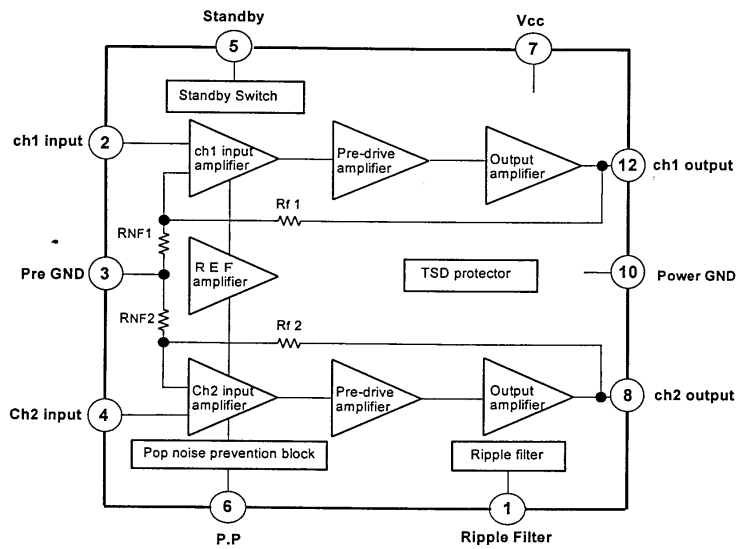 Standby
5
Vcc
7
Standby Switch
ch1 input
2
ch1 input
amplifier
Pre-drive
amplifier
Output
amplifier
12
ch1 output
Rf 1
RNF1
Pre GND
3
R E F
amplifier
TSD protector
10
Power GND
RNF2
Rf 2
Ch2 input
4
Ch2 input
amplifier
Pre-drive
amplifier
Output
amplifier
8
ch2 output
Pop noise prevention block
Ripple filter
6
1
P.P
Ripple Filter